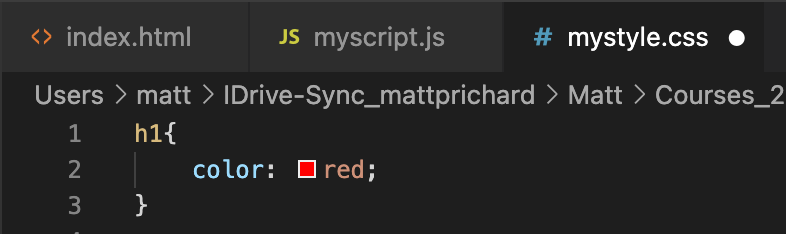 <> index.html JS myscript.js # mystyle.css
Users > matt > IDrive-Sync_mattprichard > Matt > Courses_2
1 h1{
2 color: red;
3 }